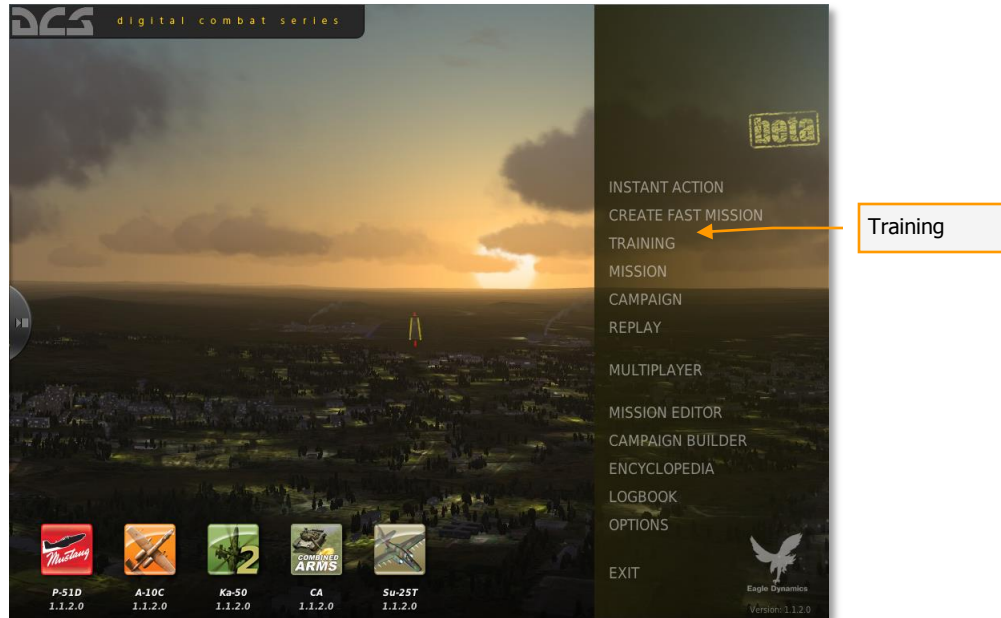 DCS digital combat series
beta
INSTANT ACTION
CREATE FAST MISSION
TRAINING
Training
MISSION
CAMPAIGN
REPLAY
MULTIPLAYER
MISSION EDITOR
CAMPAIGN BUILDER
ENCYCLOPEDIA
LOGBOOK
OPTIONS
EXIT
Mustang
2
COMBINED
ARMS
P-51D
1.1.2.0
A-10C
1.1.2.0
Ka-50
1.1.2.0
CA
1.1.2.0
Su-25T
1.1.2.0
Eagle Dynamics
Version: 1.1.2.0